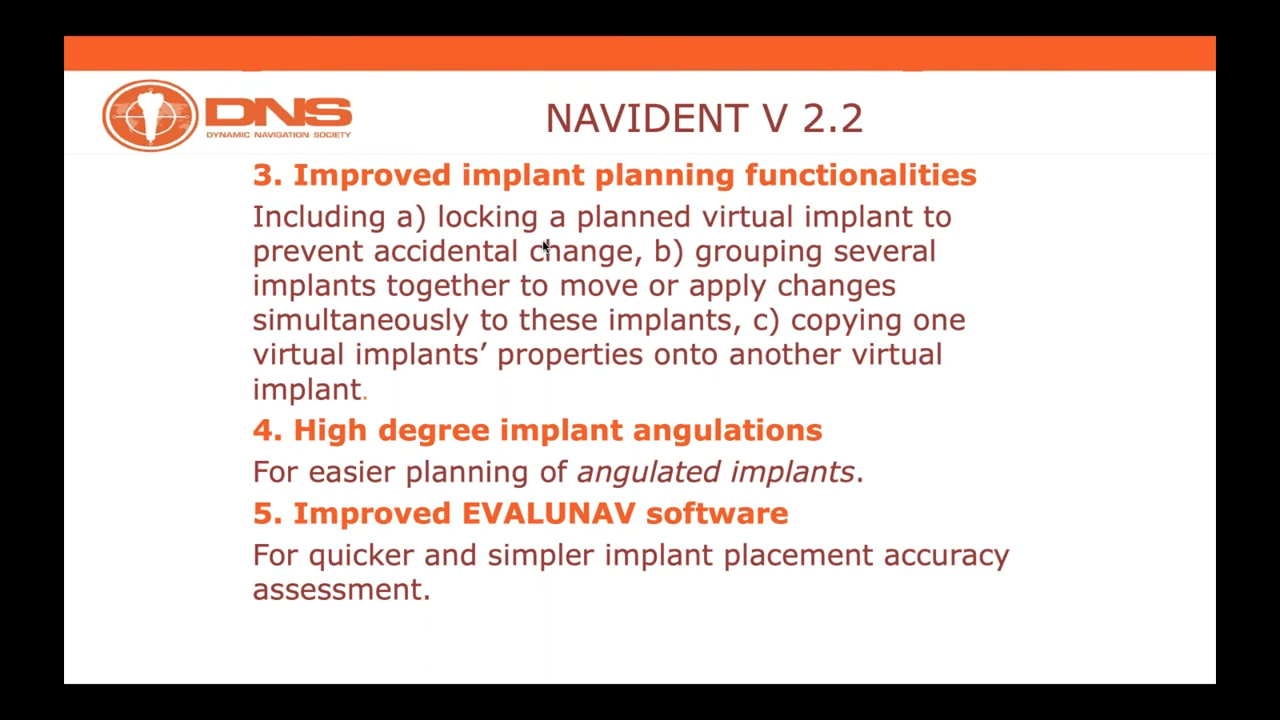 DNS
DYNAMIC NAVIGATION SOCIETY
NAVIDENT V 2.2
3. Improved implant planning functionalities
Including a) locking a planned virtual implant to
prevent accidental change, b) grouping several
implants together to move or apply changes
simultaneously to these implants, c) copying one
virtual implants’ properties onto another virtual
implant.
4. High degree implant angulations
For easier planning of angulated implants.
5. Improved EVALUNAV software
For quicker and simpler implant placement accuracy
assessment.